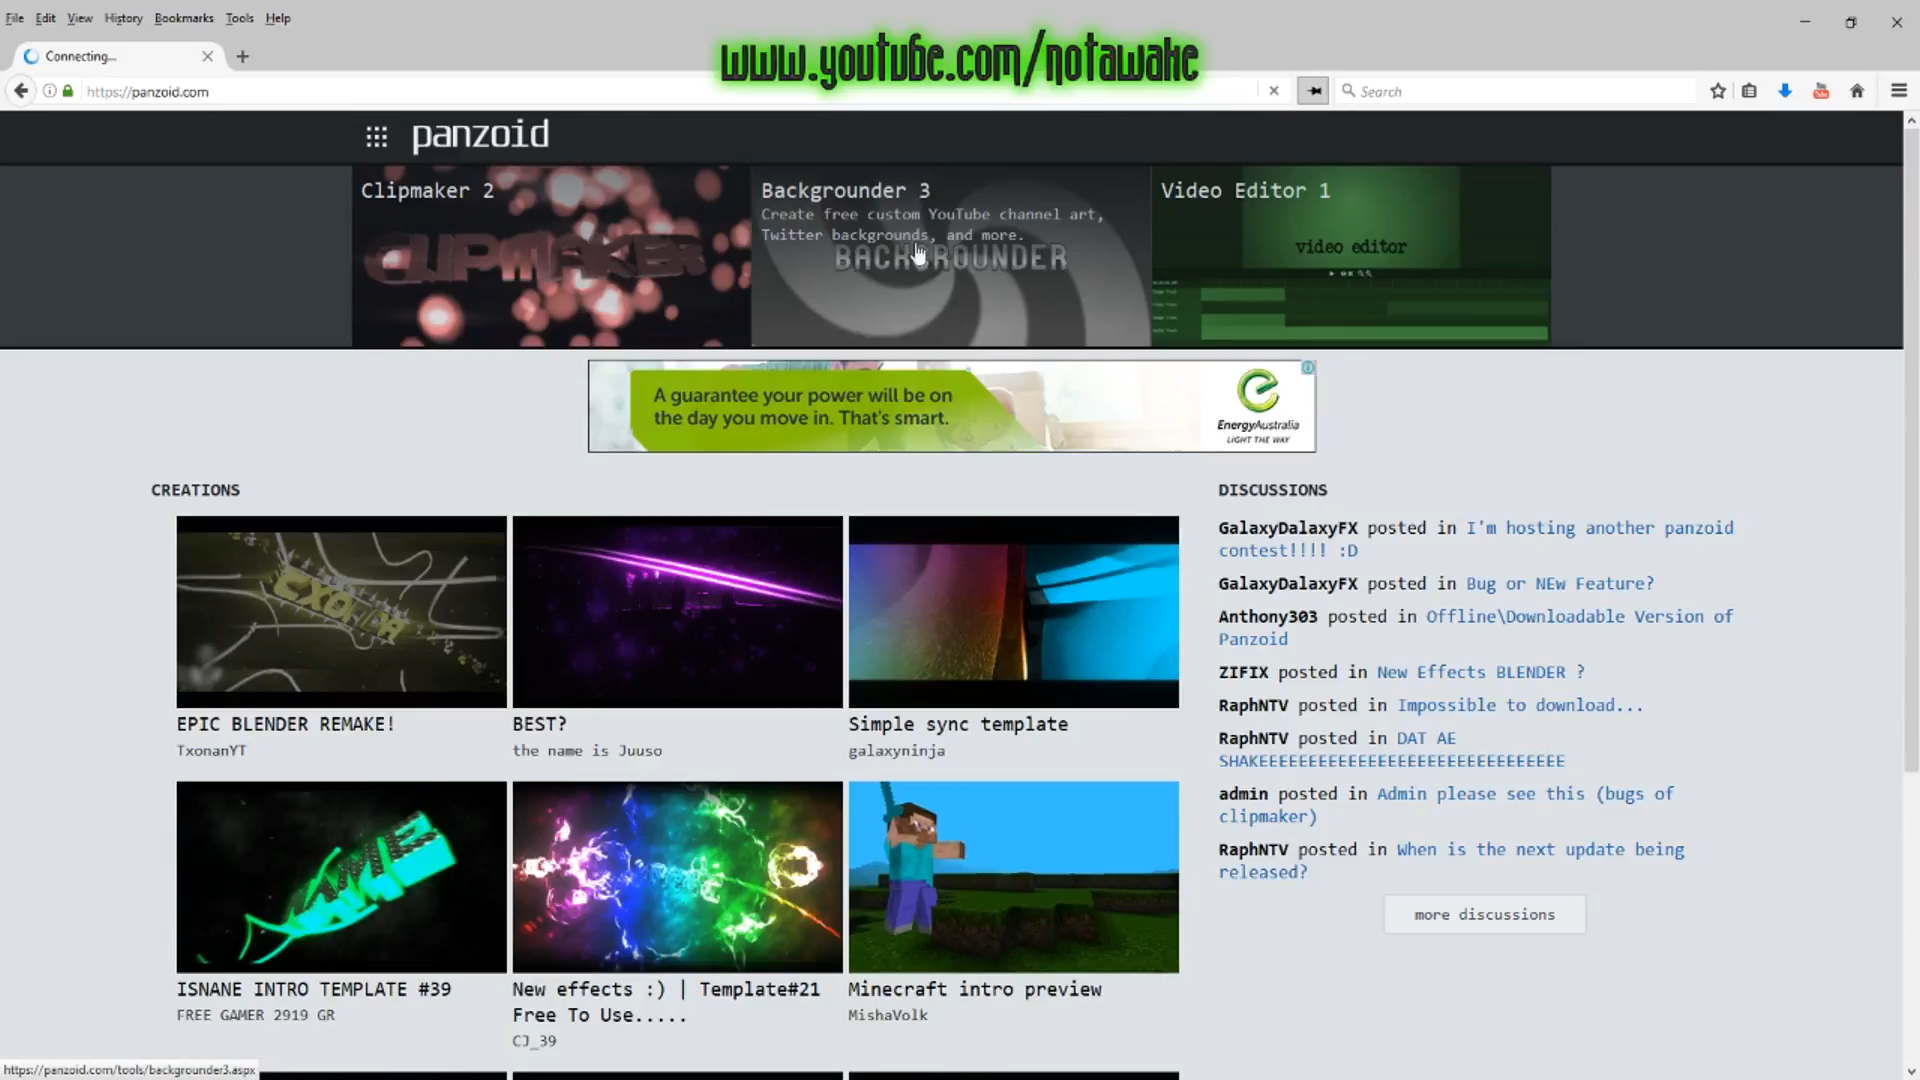 File Edit View History Bookmarks Tools Help
www.youtube.com/notawake
Connecting...
https://panzoid.com
Search
panzoid
Clipmaker 2
CLIPMAKER
Backgrounder 3
Create free custom YouTube channel art,
Twitter backgrounds, and more.
BACKGROUNDER
Video Editor 1
video editor
A guarantee your power will be on
the day you move in. That's smart.
EnergyAustralia
LIGHT THE WAY
CREATIONS
EPIC BLENDER REMAKE!
TxonanYT
BEST?
the name is Juuso
Simple sync template
galaxyninja
ISNANE INTRO TEMPLATE #39
FREE GAMER 2919 GR
New effects :) | Template#21
Free To Use.....
CJ_39
Minecraft intro preview
MishaVolk
DISCUSSIONS
GalaxyDalaxyFX posted in I'm hosting another panzoid
contest!!!! :D
GalaxyDalaxyFX posted in Bug or NEw Feature?
Anthony303 posted in Offline\Downloadable Version of
Panzoid
ZIFIX posted in New Effects BLENDER ?
RaphNTV posted in Impossible to download...
RaphNTV posted in DAT AE
SHAKEEEEEEEEEEEEEEEEEEEEEEEEEEEEEEE
admin posted in Admin please see this (bugs of
clipmaker)
RaphNTV posted in When is the next update being
released?
more discussions
https://panzoid.com/tools/backgrounder3.aspx